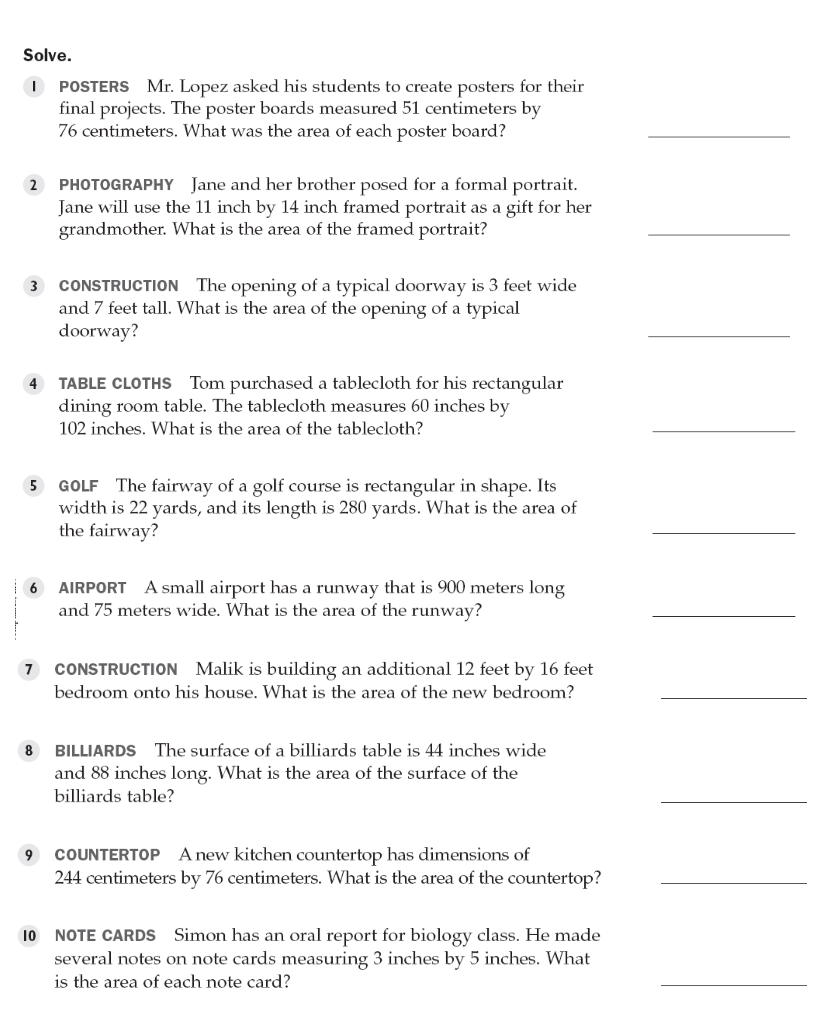 Solve.
1 POSTERS Mr. Lopez asked his students to create posters for their
final projects. The poster boards measured 51 centimeters by
76 centimeters. What was the area of each poster board?
2 PHOTOGRAPHY Jane and her brother posed for a formal portrait.
Jane will use the 11 inch by 14 inch framed portrait as a gift for her
grandmother. What is the area of the framed portrait?
3 CONSTRUCTION The opening of a typical doorway is 3 feet wide
and 7 feet tall. What is the area of the opening of a typical
doorway?
4 TABLE CLOTHS Tom purchased a tablecloth for his rectangular
dining room table. The tablecloth measures 60 inches by
102 inches. What is the area of the tablecloth?
5 GOLF The fairway of a golf course is rectangular in shape. Its
width is 22 yards, and its length is 280 yards. What is the area of
the fairway?
6 AIRPORT A small airport has a runway that is 900 meters long
and 75 meters wide. What is the area of the runway?
7 CONSTRUCTION Malik is building an additional 12 feet by 16 feet
bedroom onto his house. What is the area of the new bedroom?
8 BILLIARDS The surface of a billiards table is 44 inches wide
and 88 inches long. What is the area of the surface of the
billiards table?
9 COUNTERTOP A new kitchen countertop has dimensions of
244 centimeters by 76 centimeters. What is the area of the countertop?
10 NOTE CARDS Simon has an oral report for biology class. He made
several notes on note cards measuring 3 inches by 5 inches. What
is the area of each note card?